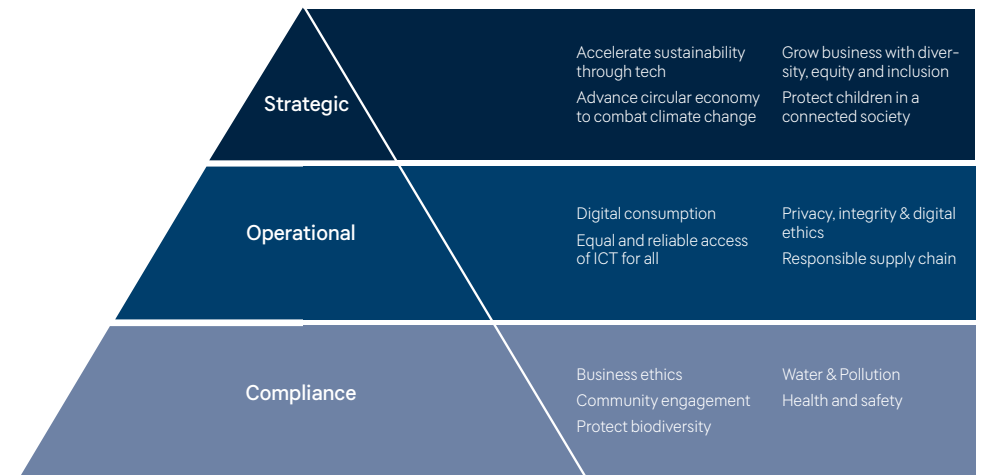 Strategic
Accelerate sustainability
through tech
Advance circular economy
to combat climate change
Grow business with diver-
sity, equity and inclusion
Protect children in a
connected society
Operational
Digital consumption
Equal and reliable access
of ICT for all
Privacy, integrity & digital
ethics
Responsible supply chain
Compliance
Business ethics
Community engagement
Protect biodiversity
Water & Pollution
Health and safety